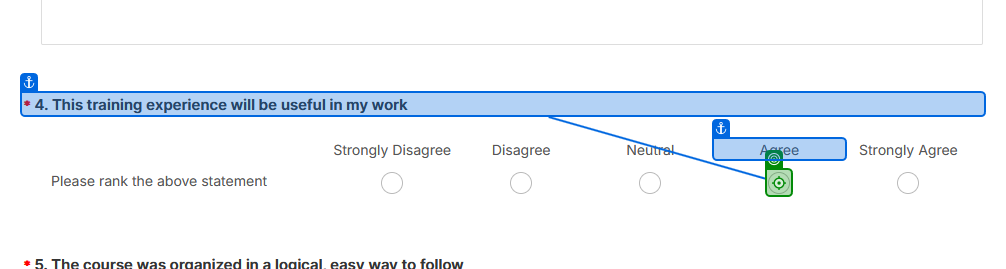 * 4. This training experience will be useful in my work
Strongly Disagree Disagree Neutral Agree Strongly Agree
Please rank the above statement
* 5. The course was organized in a logical, easy way to follow